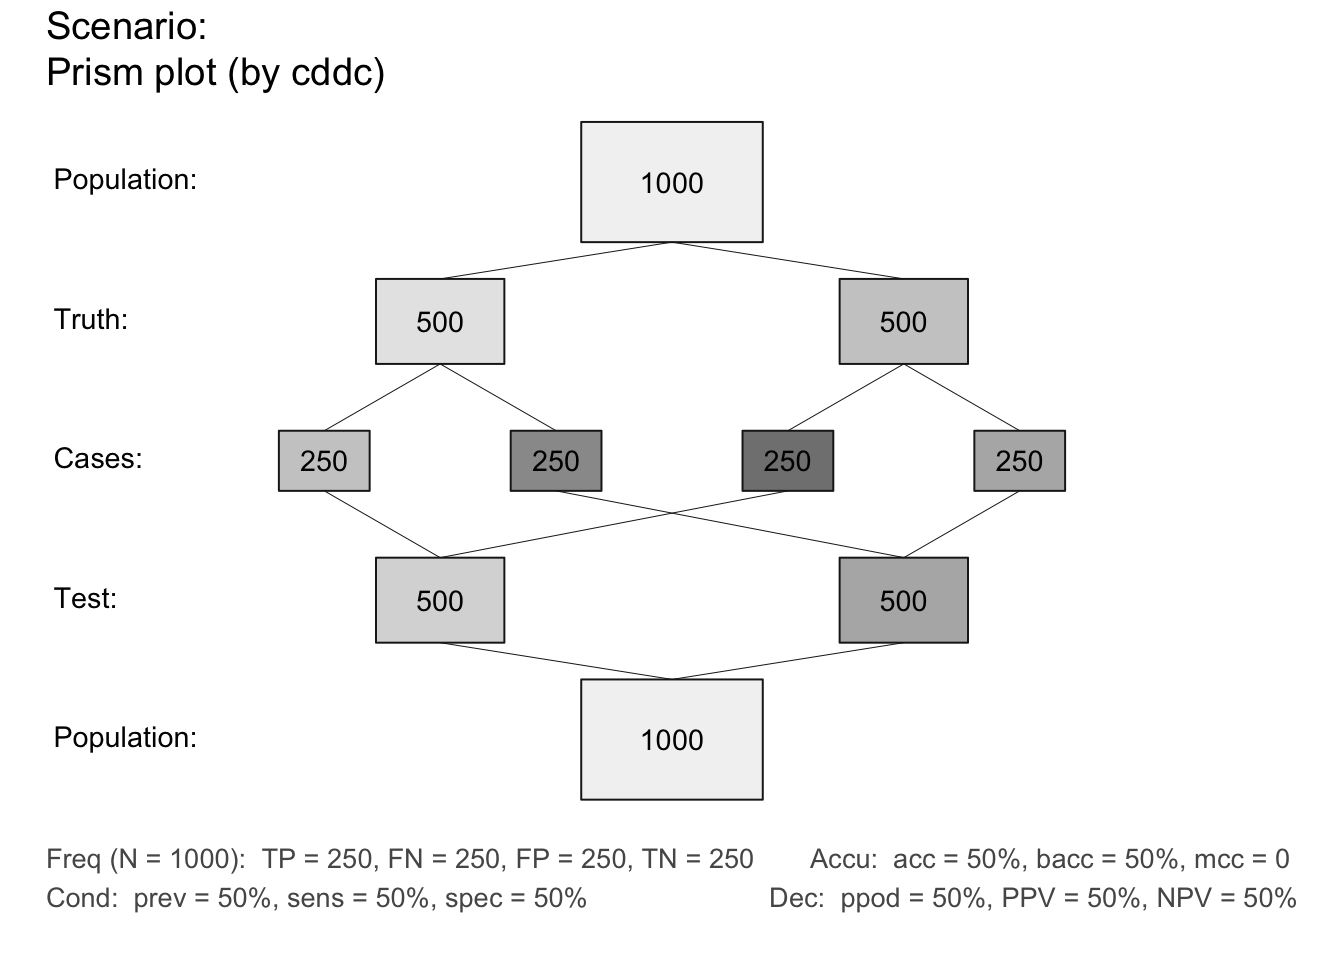 Scenario:
Prism plot (by cddc)
Population:
1000
Truth:
500
500
Cases:
250
250
250
250
Test:
500
500
Population:
1000
Freq (N = 1000):  TP = 250, FN = 250, FP = 250, TN = 250
Accu:  acc = 50%, bacc = 50%, mcc = 0
Cond:  prev = 50%, sens = 50%, spec = 50%
Dec:  ppod = 50%, PPV = 50%, NPV = 50%